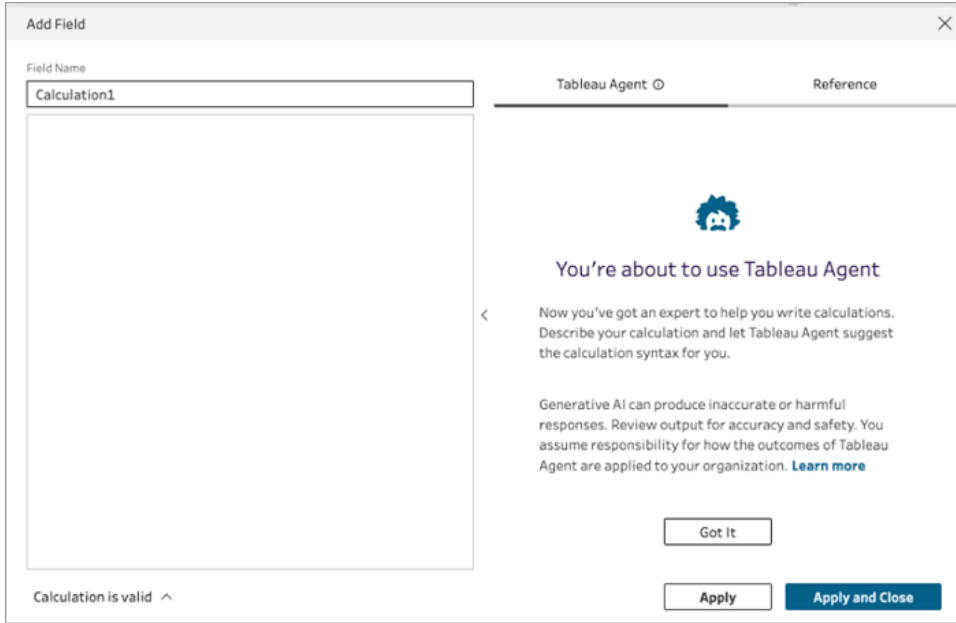 Add Field
Field Name
Calculation1
Tableau Agent
Reference
You're about to use Tableau Agent
Now you've got an expert to help you write calculations.
Describe your calculation and let Tableau Agent suggest
the calculation syntax for you.
Generative AI can produce inaccurate or harmful
responses. Review output for accuracy and safety. You
assume responsibility for how the outcomes of Tableau
Agent are applied to your organization. Learn more
Got It
Calculation is valid
Apply
Apply and Close